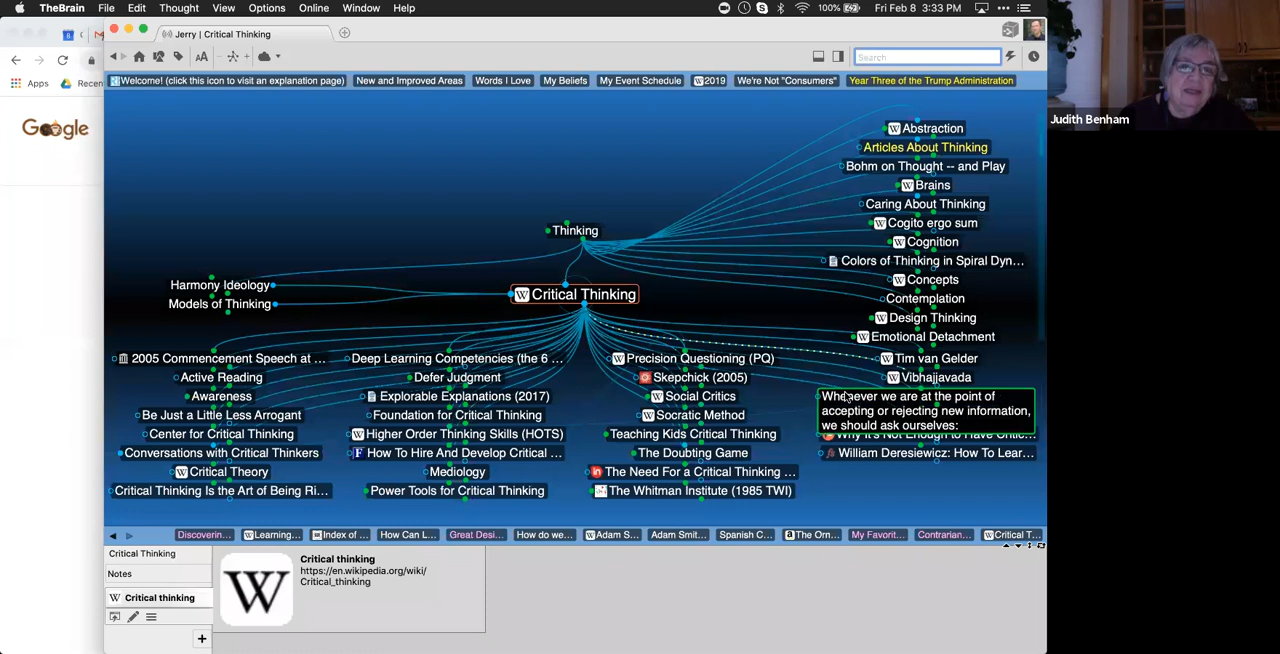 TheBrain File Edit Thought View Options Online Window Help
100% Fri Feb 8 3:33 PM
Jerry | Critical Thinking
AA
Search
Apps
Recen
Welcome! (click this icon to visit an explanation page)
New and Improved Areas
Words I Love
My Beliefs
My Event Schedule
2019
We're Not "Consumers"
Year Three of the Trump Administration
Google
Judith Benham
Abstraction
Articles About Thinking
Bohm on Thought -- and Play
Brains
Caring About Thinking
Cogito ergo sum
Cognition
Colors of Thinking in Spiral Dyn...
Concepts
Contemplation
Design Thinking
Emotional Detachment
Thinking
Harmony Ideology
Models of Thinking
Critical Thinking
2005 Commencement Speech at ...
Active Reading
Awareness
Be Just a Little Less Arrogant
Center for Critical Thinking
Conversations with Critical Thinkers
Critical Theory
Critical Thinking Is the Art of Being Ri...
Deep Learning Competencies (the 6 ...
Defer Judgment
Explorable Explanations (2017)
Foundation for Critical Thinking
Higher Order Thinking Skills (HOTS)
How To Hire And Develop Critical ...
Mediology
Power Tools for Critical Thinking
Precision Questioning (PQ)
Skepchick (2005)
Social Critics
Socratic Method
Teaching Kids Critical Thinking
The Doubting Game
The Need For a Critical Thinking ...
The Whitman Institute (1985 TWI)
Tim van Gelder
Vibhajjavada
Whenever we are at the point of
accepting or rejecting new information,
we should ask ourselves:
Why It's Not Enough to Have Critic...
William Deresiewicz: How To Lear...
Discoverin...
Learning...
Index of ...
How Can L...
Great Desi...
How do we...
Adam S...
Adam Smit...
Spanish C...
The Orn...
My Favorit...
Contrarian...
Critical T...
Critical Thinking
Notes
Critical thinking
Critical thinking
https://en.wikipedia.org/wiki/
Critical_thinking